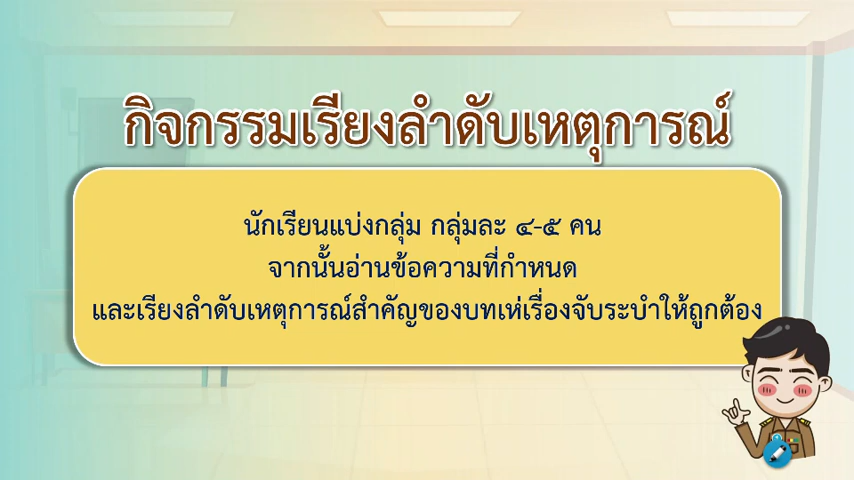 กิจกรรมเรียงลำดับเหตุการณ์
นักเรียนแบ่งกลุ่ม กลุ่มละ ๔-๕ คน
จากนั้นอ่านข้อความที่กำหนด
และเรียงลำดับเหตุการณ์สำคัญของบทเห่เรื่องจับระบำให้ถูกต้อง